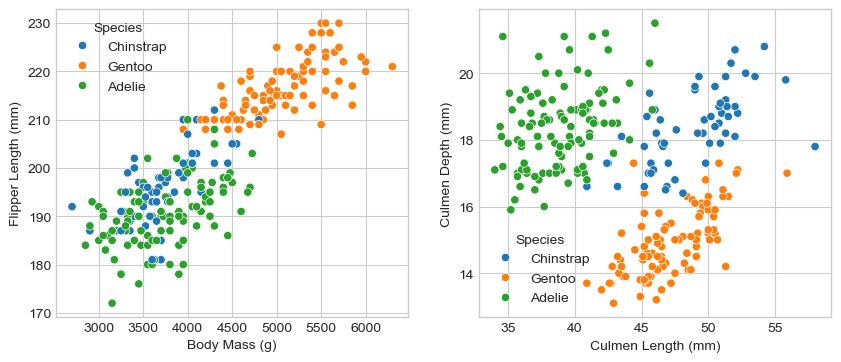 230
220
210
200
190
180
170
Flipper Length (mm)
Species
Chinstrap
Gentoo
Adelie
3000 3500 4000 4500 5000 5500 6000
Body Mass (g)
20
18
16
14
Culmen Depth (mm)
Species
Chinstrap
Gentoo
Adelie
35 40 45 50 55
Culmen Length (mm)